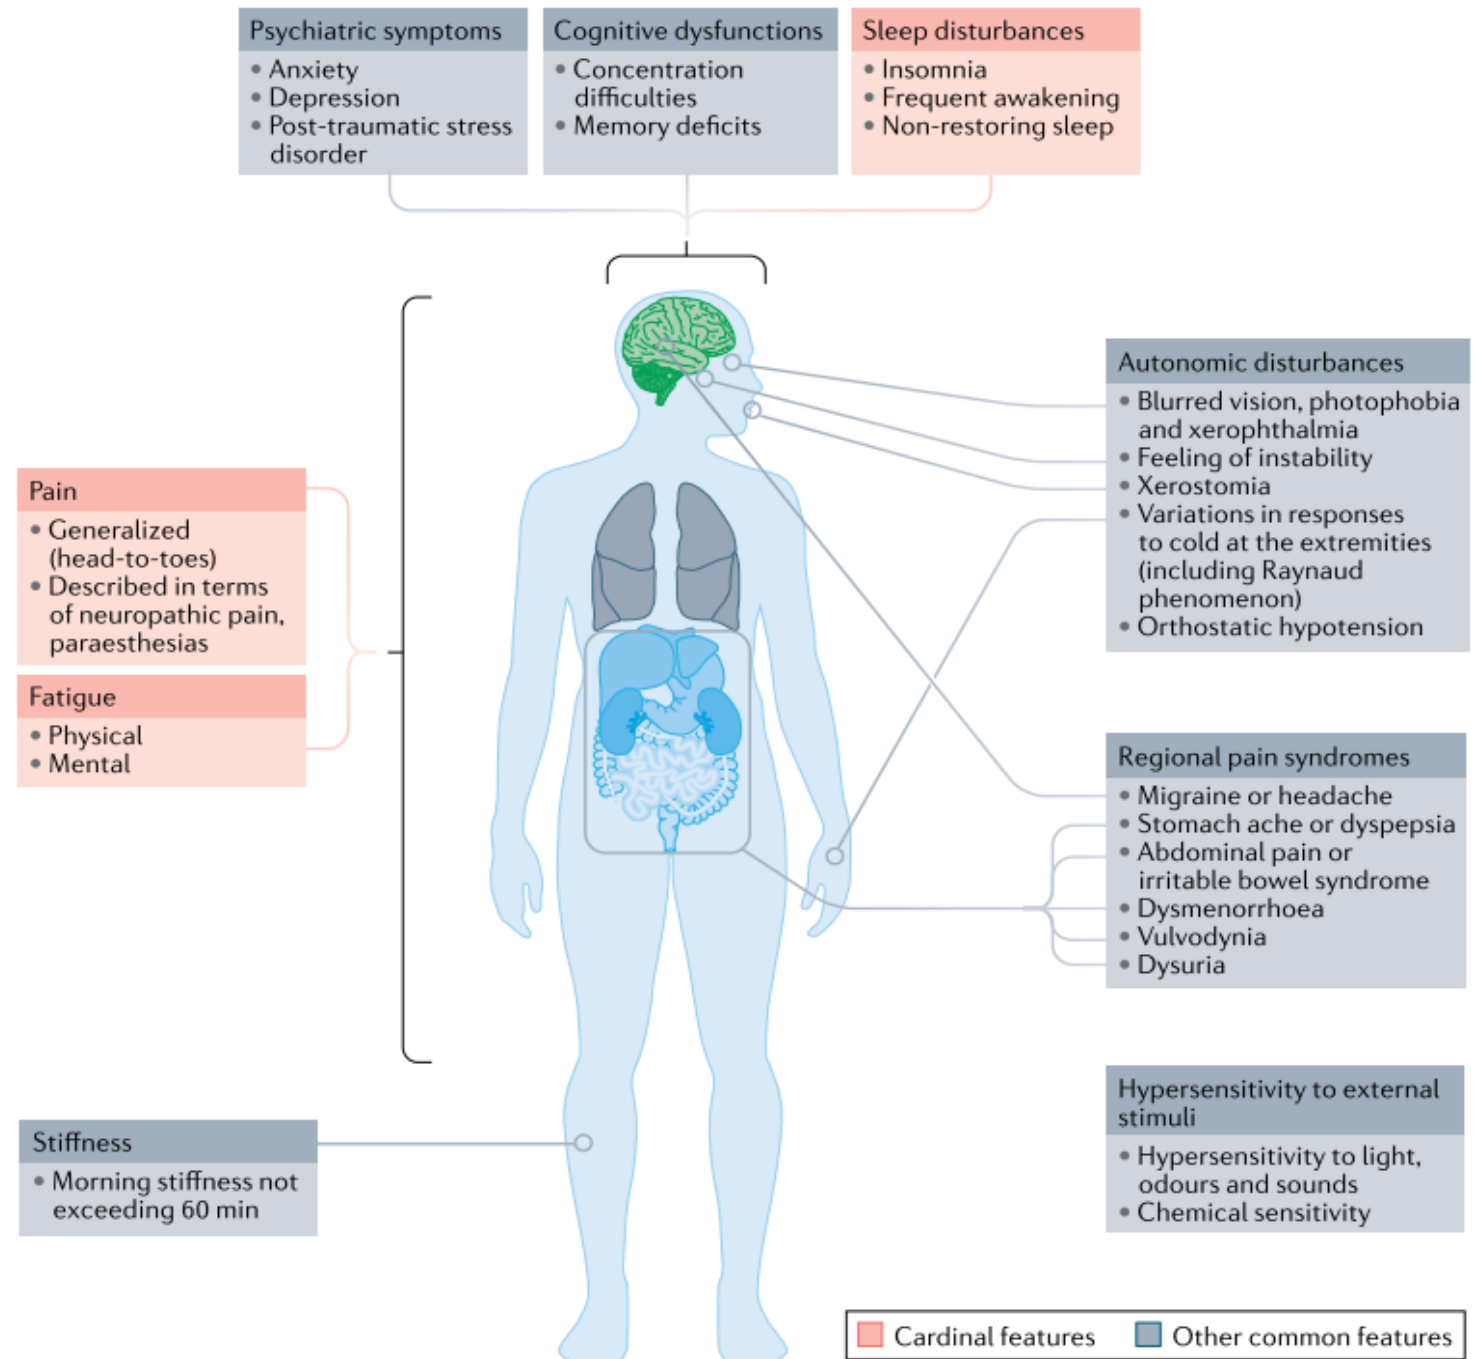 Psychiatric symptoms
• Anxiety
• Depression
• Post-traumatic stress
disorder
Cognitive dysfunctions
• Concentration
difficulties
• Memory deficits
Sleep disturbances
• Insomnia
• Frequent awakening
• Non-restoring sleep
Pain
• Generalized
(head-to-toes)
• Described in terms
of neuropathic pain,
paraesthesias
Fatigue
• Physical
• Mental
Stiffness
• Morning stiffness not
exceeding 60 min
Autonomic disturbances
• Blurred vision, photophobia
and xerophthalmia
• Feeling of instability
• Xerostomia
• Variations in responses
to cold at the extremities
(including Raynaud
phenomenon)
• Orthostatic hypotension
Regional pain syndromes
• Migraine or headache
• Stomach ache or dyspepsia
• Abdominal pain or
irritable bowel syndrome
• Dysmenorrhoea
• Vulvodynia
• Dysuria
Hypersensitivity to external
stimuli
• Hypersensitivity to light,
odours and sounds
• Chemical sensitivity
Cardinal features
Other common features